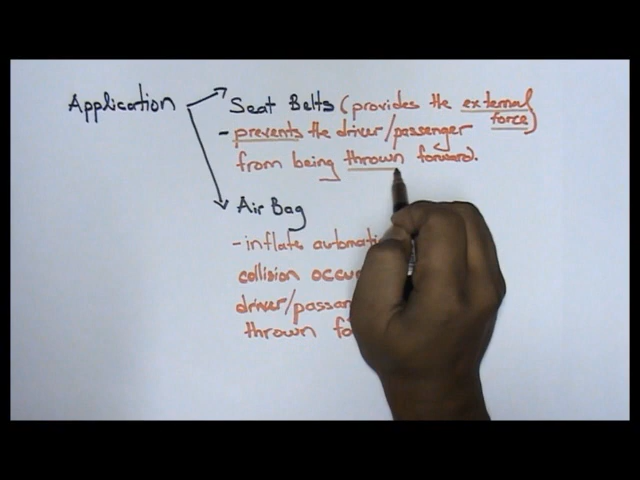 Application
Seat Belts (provides the external
force)
- prevents the driver/passenger
from being thrown forward.
Air Bag
- inflate
collision
driver/
thrown